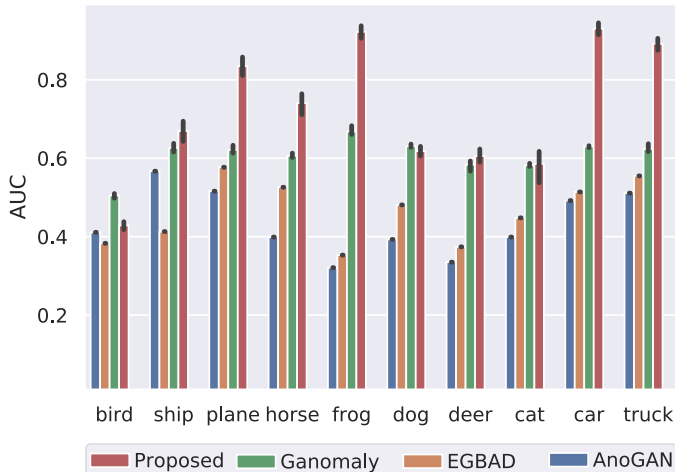 AUC
0.8
0.6
0.4
0.2
bird ship plane horse frog dog deer cat car truck
Proposed Ganomaly EGBAD AnoGAN